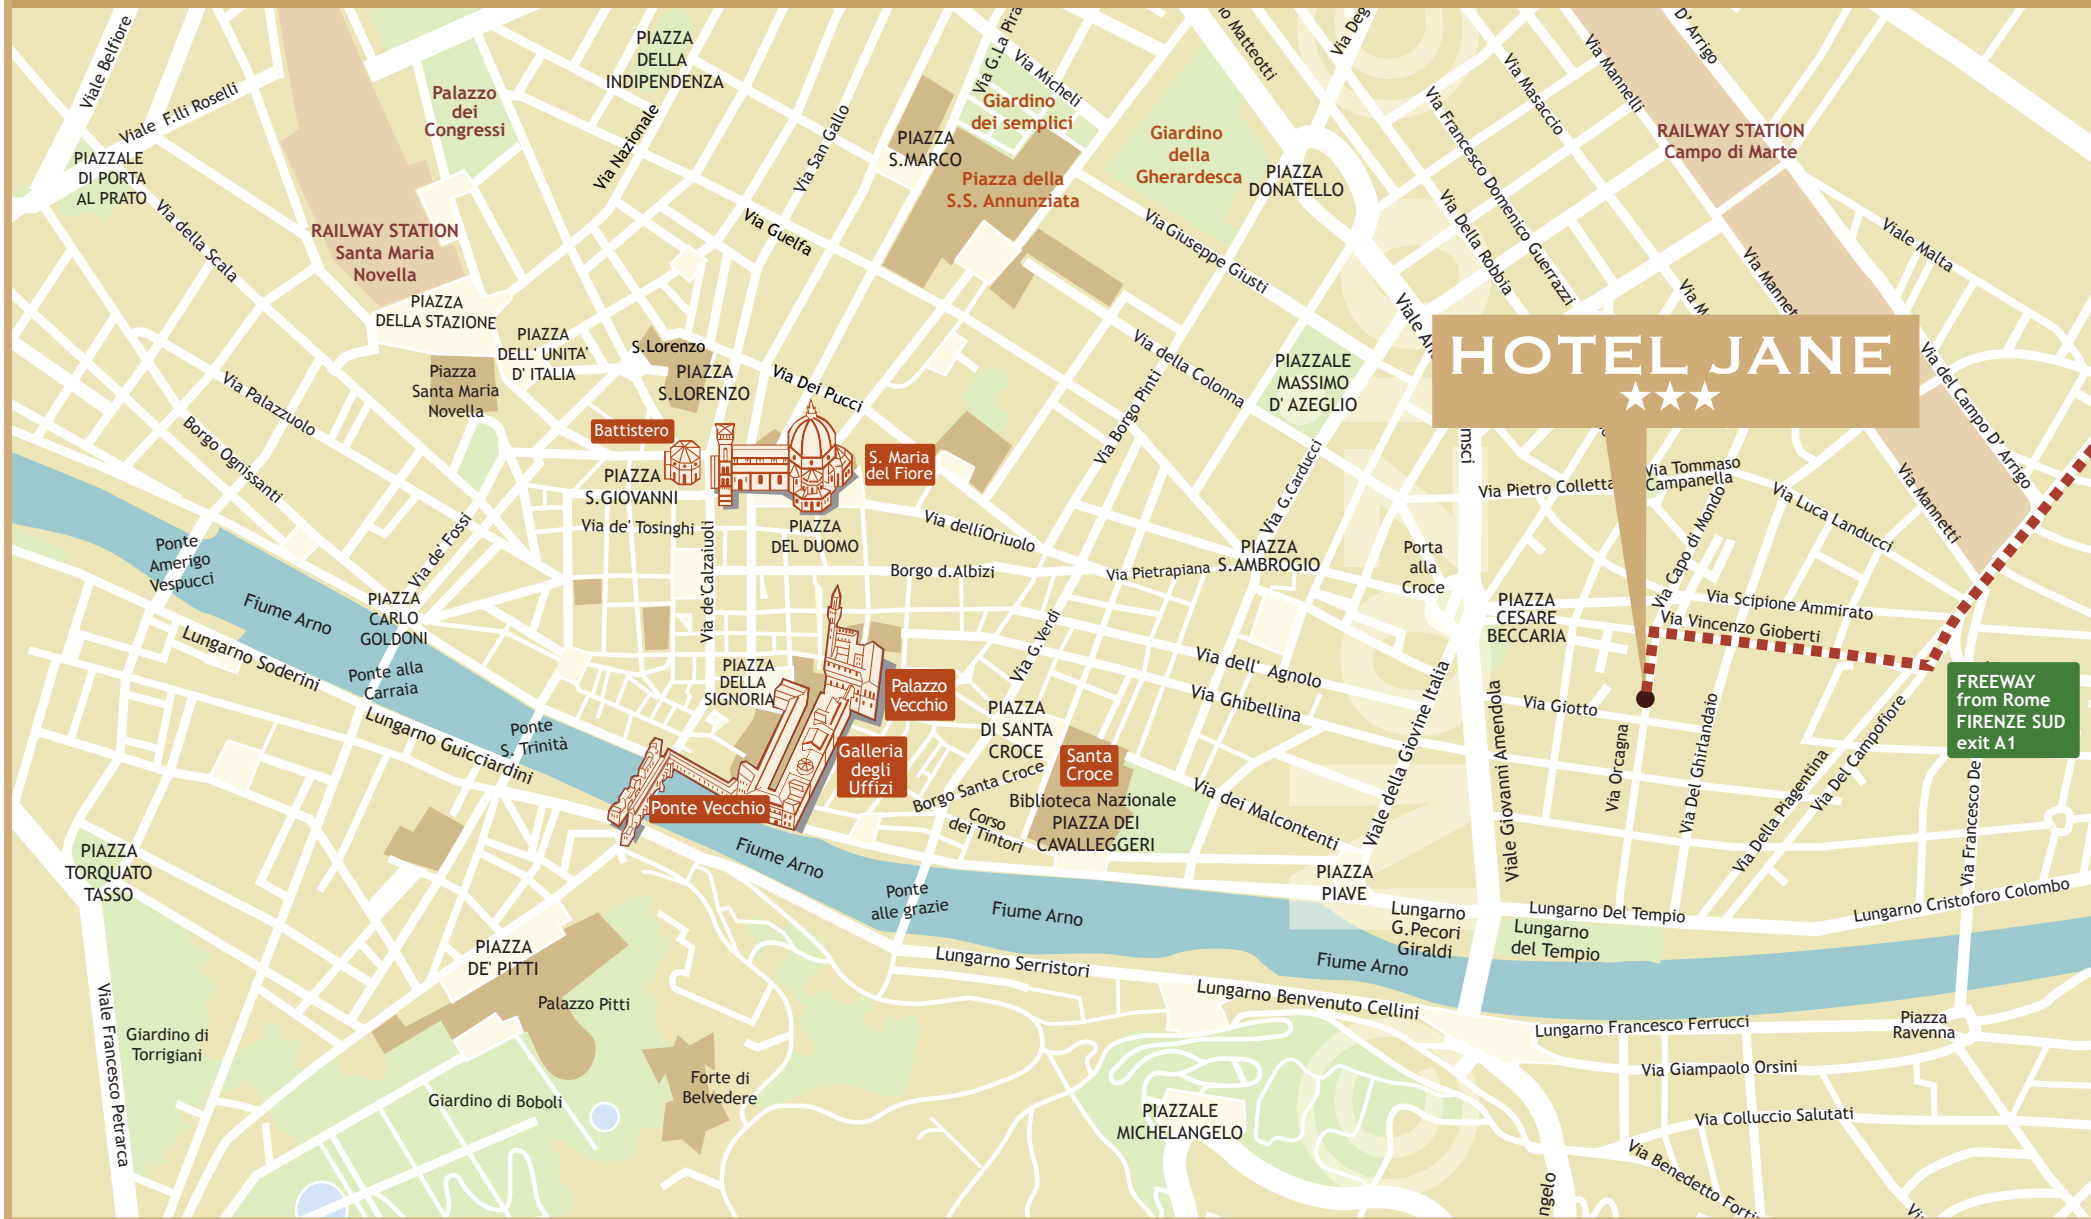 Viale Belfiore
Viale F.lli Roselli
PIAZZALE
DI PORTA
AL PRATO
Via della Scala
RAILWAY STATION
Santa Maria
Novella
Palazzo
dei
Congressi
PIAZZA
DELLA
INDIPENDENZA
Via Nazionale
Via San Gallo
Via Guelfa
PIAZZA
S.MARCO
Via G.La Pira
Via Micheli
Giardino
dei semplici
Piazza della
S.S. Annunziata
Giardino
della
Gherardesca
Matteotti
PIAZZA
DONATELLO
Via Giuseppe Giusti
Via Francesco Domenico Guerrazzi
Via Della Robbia
Via Masaccio
Via Mannelli
D'Arrigo
RAILWAY STATION
Campo di Marte
Viale Malta
PIAZZA
DELLA STAZIONE
PIAZZA
DELL' UNITA'
D' ITALIA
Piazza
Santa Maria
Novella
S.Lorenzo
PIAZZA
S.LORENZO
Via Dei Pucci
Via della Colonna
Via Borgo Pinti
PIAZZALE
MASSIMO
D' AZEGLIO
HOTEL JANE
Via del Campo D'Arrigo
Via Palazzuolo
Borgo Ognissanti
Battistero
S. Maria
del Fiore
PIAZZA
S.GIOVANNI
Via de' Tosinghi
PIAZZA
DEL DUOMO
Via dellíOriuolo
Via G.Carducci
Via Pietro Colletta
Via Tommaso
Campanella
Via Luca Landucci
Via Mannetti
Via Capo di Mondo
Ponte
Amerigo
Vespucci
Via de' Fossi
Via de'Calzaiuoli
Borgo d.Albizi
Via Pietrapiana
PIAZZA
S.AMBROGIO
Porta
alla
Croce
PIAZZA
CESARE
BECCARIA
Via Scipione Ammirato
Via Vincenzo Gioberti
Fiume Arno
PIAZZA
CARLO
GOLDONI
Lungarno Soderini
Ponte alla
Carraia
Via G.Verdi
PIAZZA
DELLA
SIGNORIA
Palazzo
Vecchio
Via dell' Agnolo
Via Ghibellina
Viale della Giovine Italia
Via Giotto
FREEWAY
from Rome
FIRENZE SUD
exit A1
Lungarno Guicciardini
Ponte
S. Trinità
Galleria
degli
Uffizi
PIAZZA
DI SANTA
CROCE
Santa
Croce
Borgo Santa Croce
Corso
dei Tintori
Biblioteca Nazionale
PIAZZA DEI
CAVALLEGGERI
Via dei Malcontenti
Viale Giovanni Amendola
Via Orcagna
Via Del Ghirlandaio
Via Della Piagentina
Via Del Campofiore
Via Francesco De
Ponte Vecchio
PIAZZA
TORQUATO
TASSO
Fiume Arno
Ponte
alle grazie
Fiume Arno
PIAZZA
PIAVE
Lungarno
G.Pecori
Giraldi
Lungarno Del Tempio
Lungarno
del Tempio
Lungarno Cristoforo Colombo
PIAZZA
DE' PITTI
Palazzo Pitti
Lungarno Serristori
Fiume Arno
Lungarno Benvenuto Cellini
Lungarno Francesco Ferrucci
Piazza
Ravenna
Viale Francesco Petrarca
Giardino di
Torrigiani
Giardino di Boboli
Forte di
Belvedere
PIAZZALE
MICHELANGELO
Via Giampaolo Orsini
Via Colluccio Salutati
Via Benedetto Forti